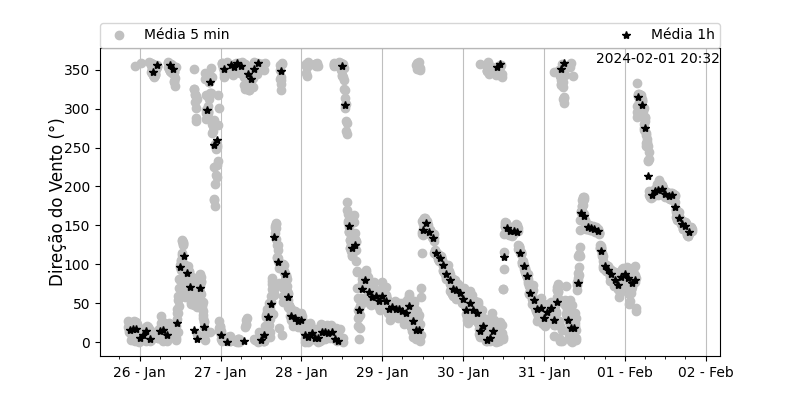 Média 5 min
Média 1h
2024-02-01 20:32
Direção do Vento (°)
350
300
250
200
150
100
50
0
26 - Jan
27 - Jan
28 - Jan
29 - Jan
30 - Jan
31 - Jan
01 - Feb
02 - Feb